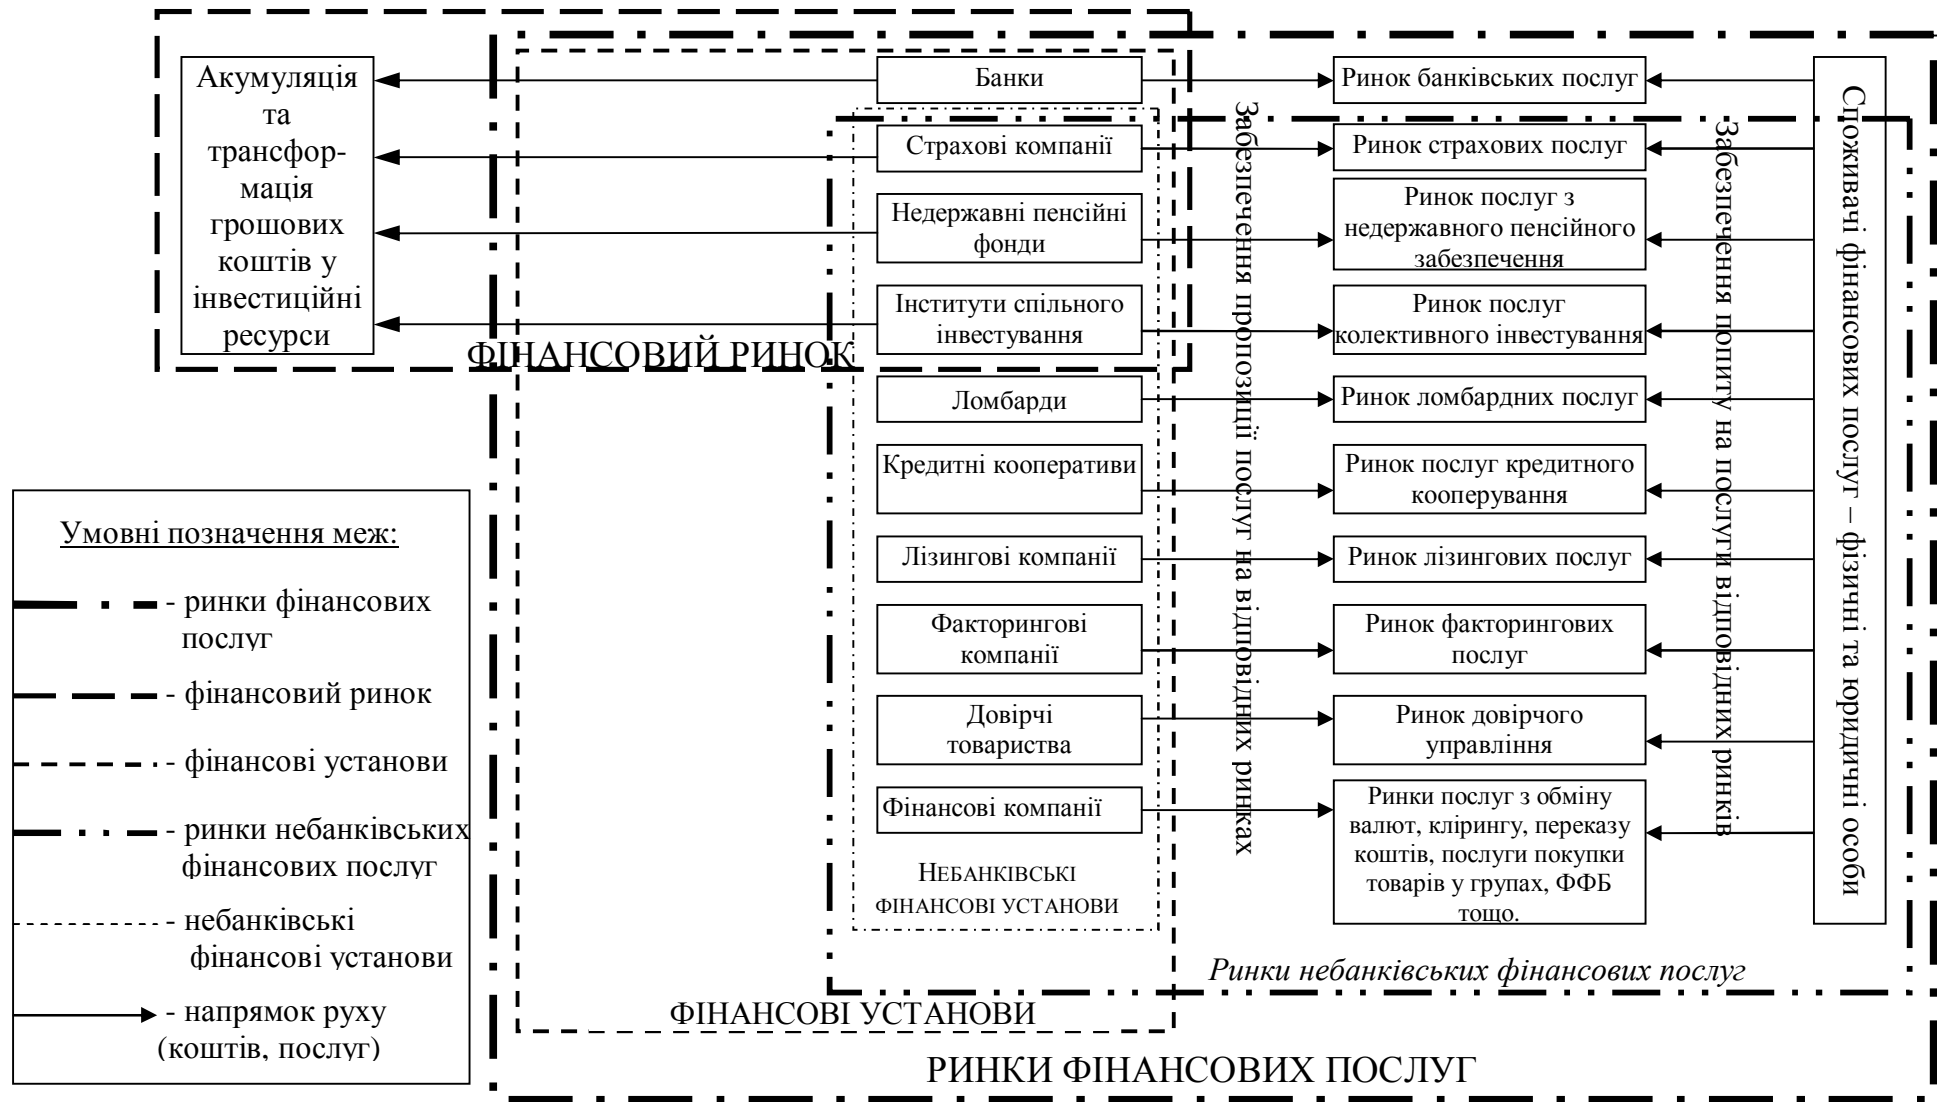 Акумуляція
та
трансфор-
мація
грошових
коштів у
інвестиційні
ресурси
ФІНАНСОВИЙ РИНОК
Банки
Страхові компанії
Недержавні пенсійні
фонди
Інститути спільного
інвестування
Ломбарди
Кредитні кооперативи
Лізингові компанії
Факторингові
компанії
Довірчі
товариства
Фінансові компанії
НЕБАНКІВСЬКІ
ФІНАНСОВІ УСТАНОВИ
Забезпечення пропозиції послуг на відповідних ринках
Ринок банківських послуг
Ринок страхових послуг
Ринок послуг з
недержавного пенсійного
забезпечення
Ринок послуг
колективного інвестування
Ринок ломбардних послуг
Ринок послуг кредитного
кооперування
Ринок лізингових послуг
Ринок факторингових
послуг
Ринок довірчого
управління
Ринки послуг з обміну
валют, клірингу, переказу
коштів, послуги покупки
товарів у групах, ФФБ
тощо.
Забезпечення попиту на послуги відповідних ринків
Споживачі фінансових послуг – фізичні та юридичні особи
Ринки небанківських фінансових послуг
ФІНАНСОВІ УСТАНОВИ
РИНКИ ФІНАНСОВИХ ПОСЛУГ
Умовні позначення меж:
- ринки фінансових
послуг
- фінансовий ринок
- фінансові установи
- ринки небанківських
фінансових послуг
- небанківські
фінансові установи
- напрямок руху
(коштів, послуг)